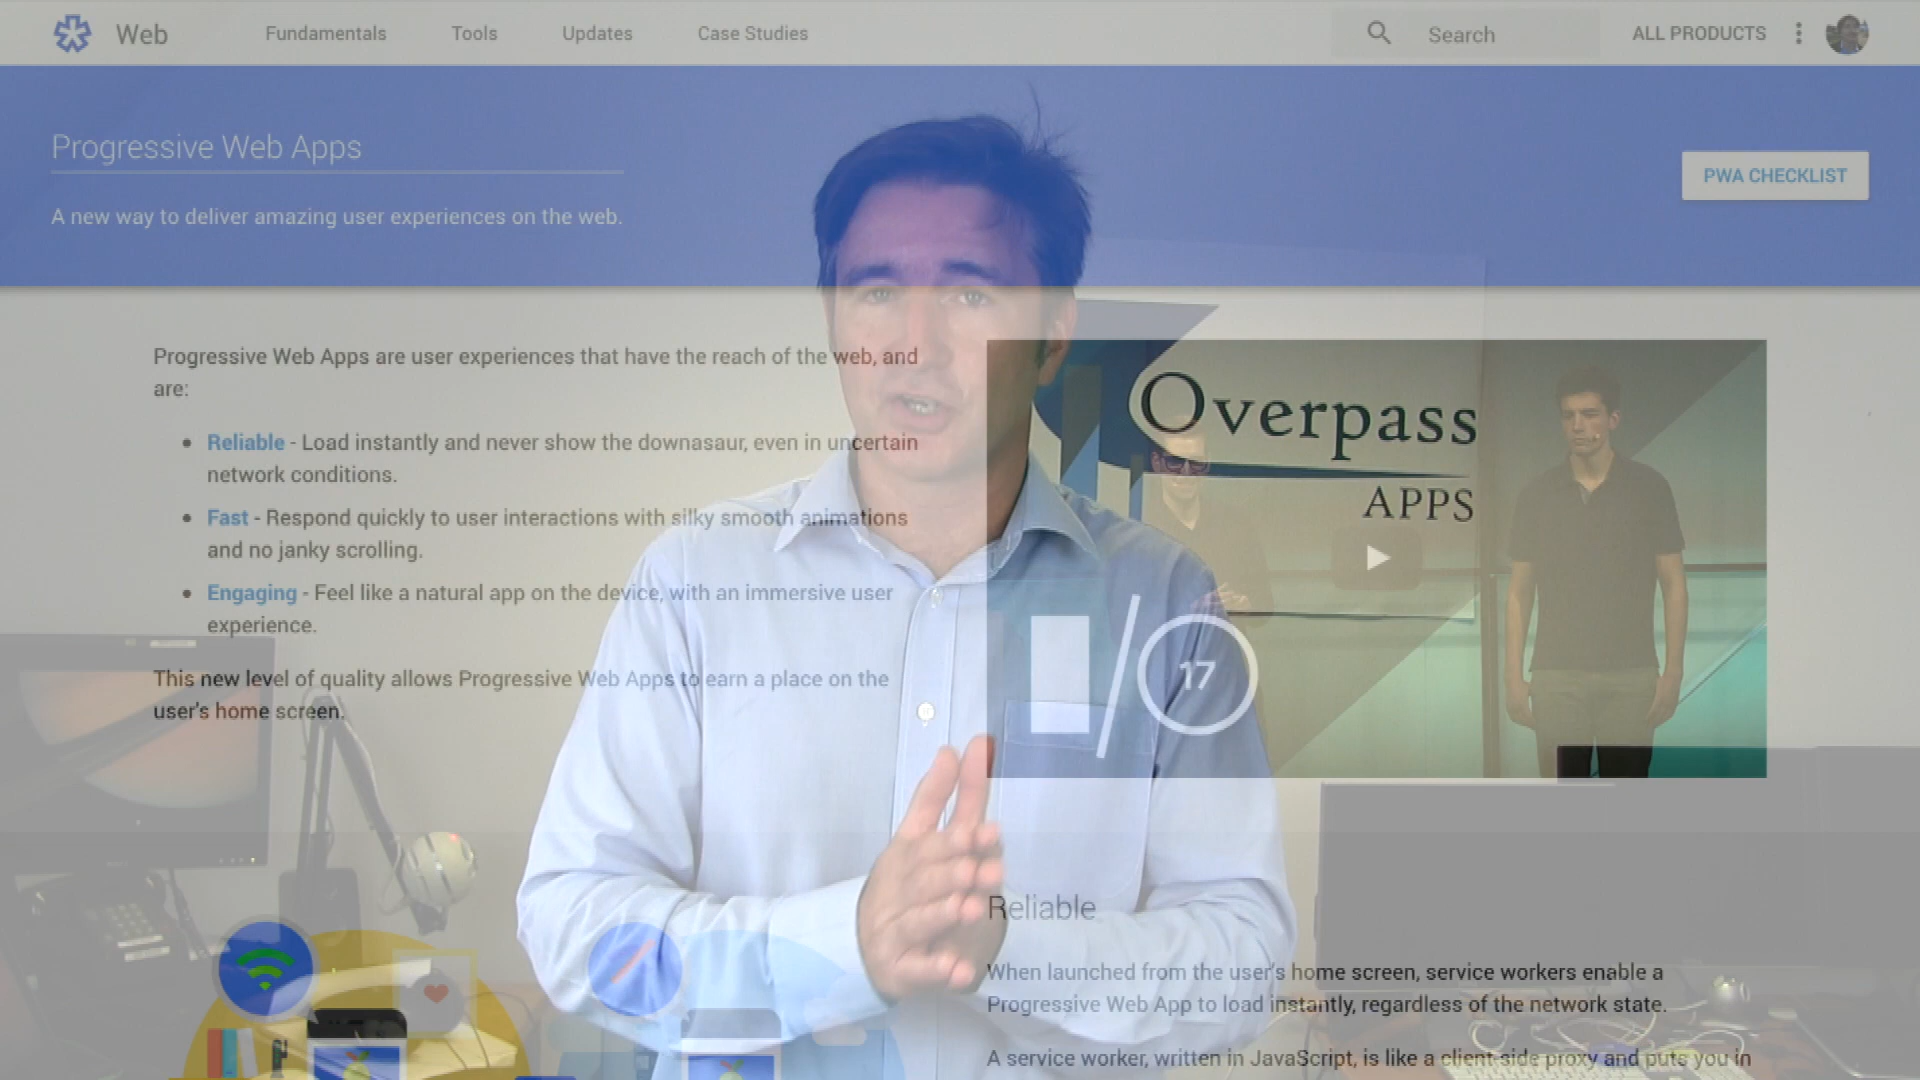 Web
Fundamentals
Tools
Updates
Case Studies
Search
ALL PRODUCTS
Progressive Web Apps
PWA CHECKLIST
A new way to deliver amazing user experiences on the web.
Progressive Web Apps are user experiences that have the reach of the web, and
are:
Reliable - Load instantly and never show the downasaur, even in uncertain
network conditions.
Fast - Respond quickly to user interactions with silky smooth animations
and no janky scrolling.
Engaging - Feel like a natural app on the device, with an immersive user
experience.
This new level of quality allows Progressive Web Apps to earn a place on the
user's home screen.
Overpass
APPS
17
Reliable
When launched from the user's home screen, service workers enable a
Progressive Web App to load instantly, regardless of the network state.
A service worker, written in JavaScript, is like a client-side proxy and puts you in